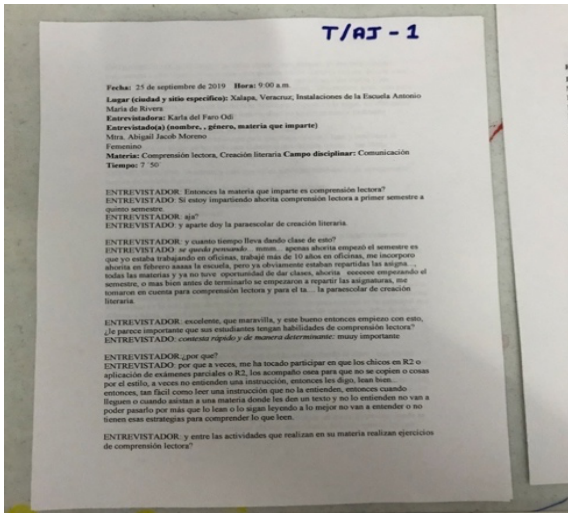 T/AJ - 1
Fecha: 25 de septiembre de 2019 Hora: 9:00 a.m.
Lugar (ciudad y sitio específico): Xalapa, Veracruz; Instalaciones de la Escuela Antonio
María de Rivera
Entrevistadora: Karla del Faro Odi
Entrevistado(a) (nombre, , género, materia que imparte)
Mtra. Abigail Jacob Moreno
Femenino
Materia: Comprensión lectora, Creación literaria Campo disciplinar: Comunicación
Tiempo: 7 ´50
ENTREVISTADOR: Entonces la materia que imparte es comprensión lectora?
ENTREVISTADO: Si estoy impartiendo ahorita comprensión lectora a primer semestre a
quinto semestre.
ENTREVISTADOR: aja?
ENTREVISTADO: y aparte doy la paraescolar de creación literaria.
ENTREVISTADOR: y cuanto tiempo lleva dando clase de esto?
ENTREVISTADO: se queda pensando... mmm... apenas ahorita empezó el semestre es
que yo estaba trabajando en oficinas, trabajé más de 10 años en oficinas, me incorporo
ahorita en febrero aaaaa la escuela, pero ya obviamente estaban repartidas las asigna...,
todas las materias y ya no tuve oportunidad de dar clases, ahorita eeeeeee empezando el
semestre, o mas bien antes de terminarlo se empezaron a repartir las asignaturas, me
tomaron en cuenta para comprensión lectora y para el ta.... la paraescolar de creación
literaria.
ENTREVISTADOR: excelente, que maravilla, y este bueno entonces empiezo con esto,
¿le parece importante que sus estudiantes tengan habilidades de comprensión lectora?
ENTREVISTADO: contesta rápido y de manera determinante: muuy importante
ENTREVISTADOR:¿por que?
ENTREVISTADO: por que a veces, me ha tocado participar en que los chicos en R2 o
aplicación de exámenes parciales o R2, los acompaño osea para que no se copien o cosas
por el estilo, a veces no entienden una instrucción, entonces les digo, lean bien...
entonces, tan fácil como leer una instrucción que no la entienden, entonces cuando
lleguen o cuando asistan a una materia donde les den un texto y no lo entienden no van a
poder pasarlo por más que lo lean o lo sigan leyendo a lo mejor no van a entender o no
tienen esas estrategias para comprender lo que leen.
ENTREVISTADOR: y entre las actividades que realizan en su materia realizan ejercicios
de comprensión lectora?